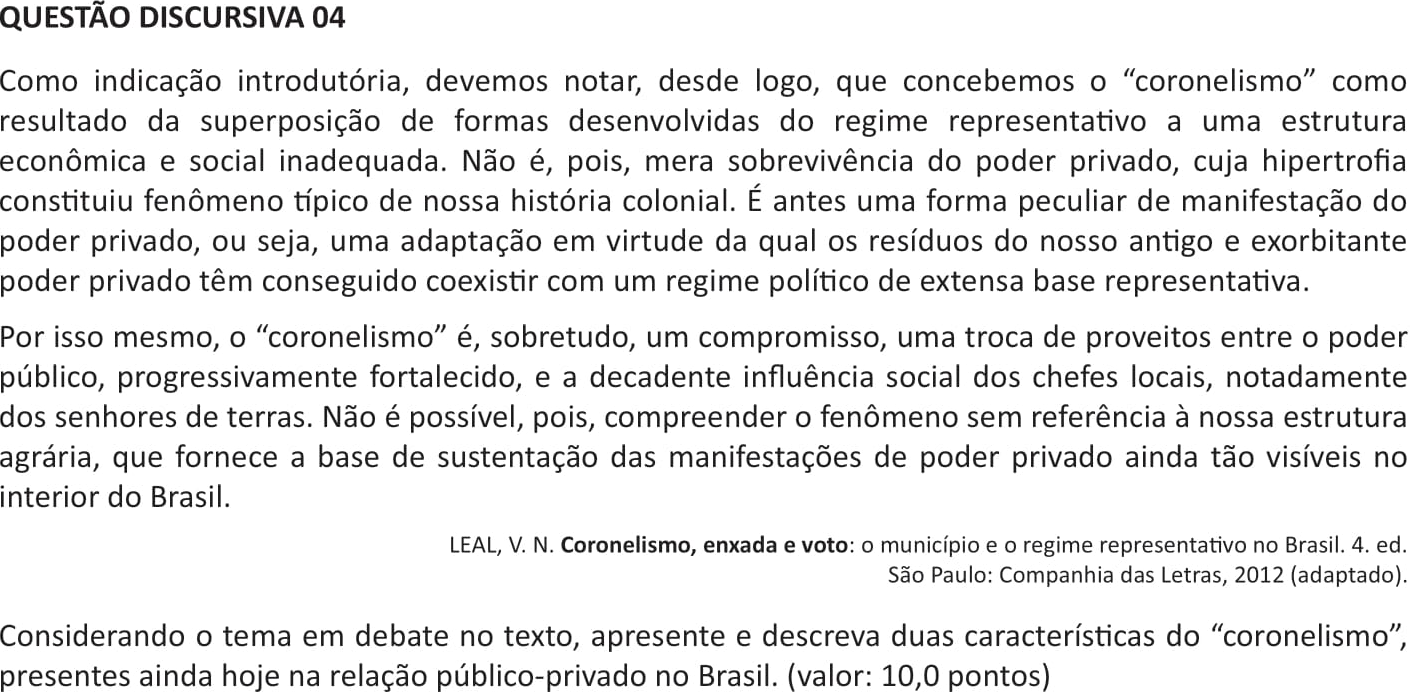 QUESTÃO DISCURSIVA 04
Como indicação introdutória, devemos notar, desde logo, que concebemos o “coronelismo” como
resultado da superposição de formas desenvolvidas do regime representativo a uma estrutura
econômica e social inadequada. Não é, pois, mera sobrevivência do poder privado, cuja hipertrofia
constituiu fenômeno típico de nossa história colonial. É antes uma forma peculiar de manifestação do
poder privado, ou seja, uma adaptação em virtude da qual os resíduos do nosso antigo e exorbitante
poder privado têm conseguido coexistir com um regime político de extensa base representativa.
Por isso mesmo, o “coronelismo” é, sobretudo, um compromisso, uma troca de proveitos entre o poder
público, progressivamente fortalecido, e a decadente influência social dos chefes locais, notadamente
dos senhores de terras. Não é possível, pois, compreender o fenômeno sem referência à nossa estrutura
agrária, que fornece a base de sustentação das manifestações de poder privado ainda tão visíveis no
interior do Brasil.
LEAL, V. N. Coronelismo, enxada e voto: o município e o regime representativo no Brasil. 4. ed.
São Paulo: Companhia das Letras, 2012 (adaptado).
Considerando o tema em debate no texto, apresente e descreva duas características do “coronelismo”,
presentes ainda hoje na relação público-privado no Brasil. (valor: 10,0 pontos)